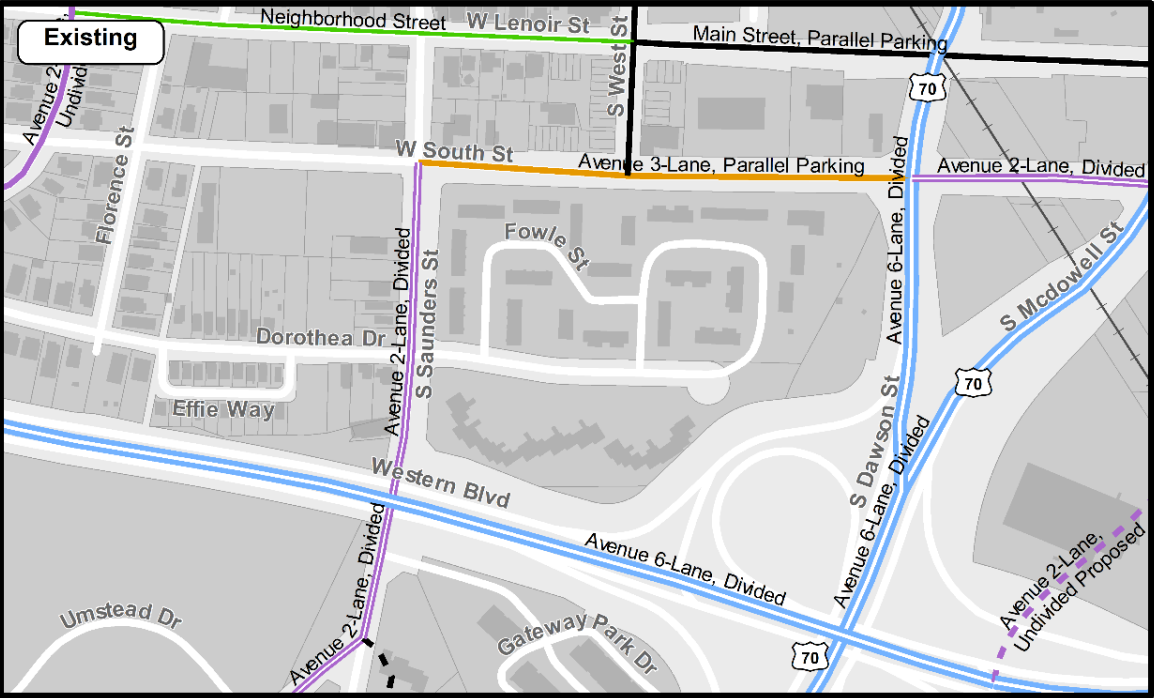 Existing
Neighborhood Street
W Lenoir St
S West St
Main Street, Parallel Parking
70
Avenue 2-
Undivid
Florence St
W South St
Avenue 3-Lane, Parallel Parking
Avenue 6-Lane, Divided
Avenue 2-Lane, Divided
Fowle St
S Mcdowell St
Avenue 2-Lane, Divided
S Saunders St
Dorothea Dr
Effie Way
70
S Dawson St
Western Blvd
Avenue 6-Lane, Divided
Avenue 6-Lane, Divided
Avenue 2-Lane, Divided
Avenue 2-Lane,
Undivided Proposed
Umstead Dr
Gateway Park Dr
70